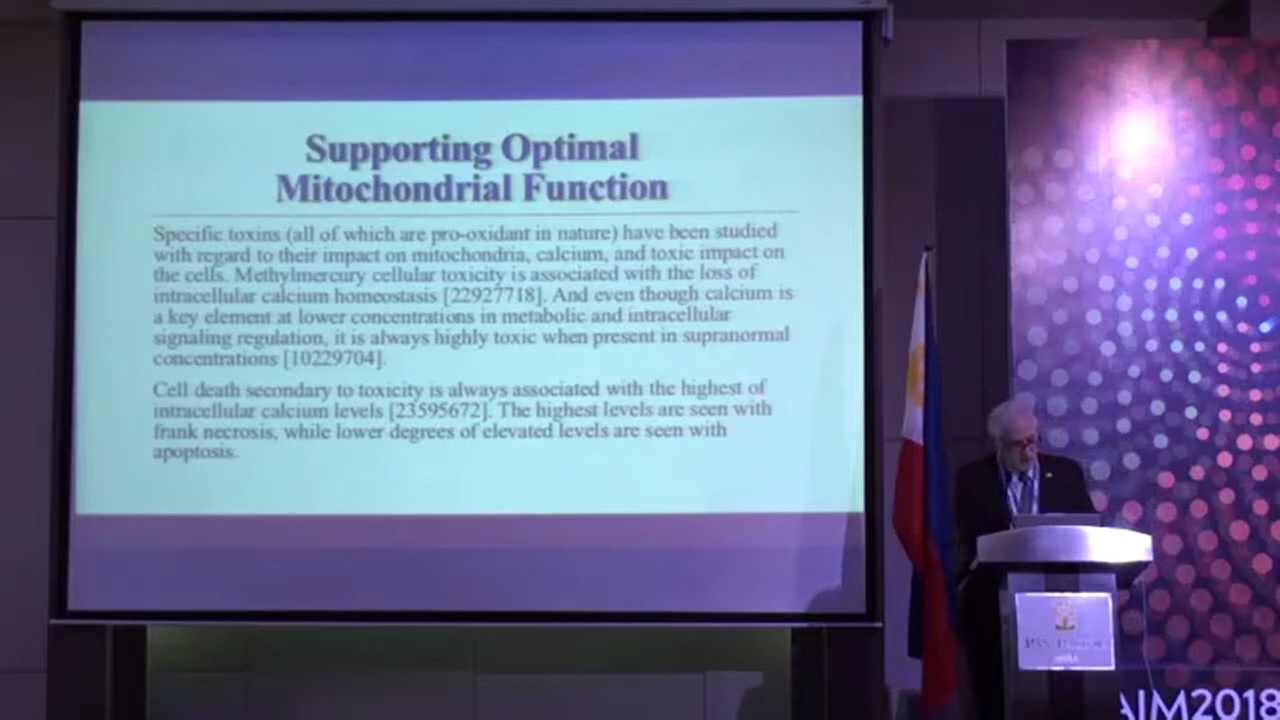 Supporting Optimal
Mitochondrial Function
Specific toxins (all of which are pro-oxidant in nature) have been studied
with regard to their impact on mitochondria, calcium, and toxic impact on
the cells. Methylmercury cellular toxicity is associated with the loss of
intracellular calcium homeostasis [22927718]. And even though calcium is
a key element at lower concentrations in metabolic and intracellular
signaling regulation, it is always highly toxic when present in supranormal
concentrations [10229704].
Cell death secondary to toxicity is always associated with the highest of
intracellular calcium levels [23595672]. The highest levels are seen with
frank necrosis, while lower degrees of elevated levels are seen with
apoptosis.
AIM2018